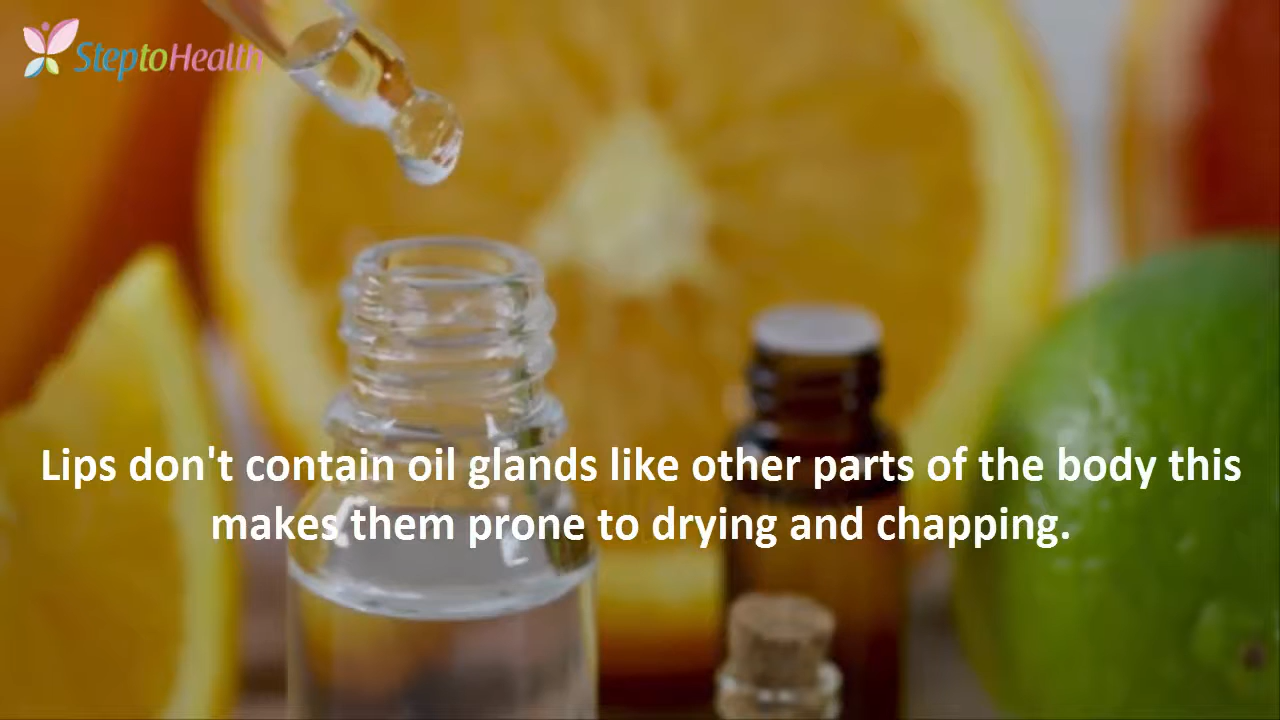 SteptoHealth
Lips don't contain oil glands like other parts of the body this
makes them prone to drying and chapping.